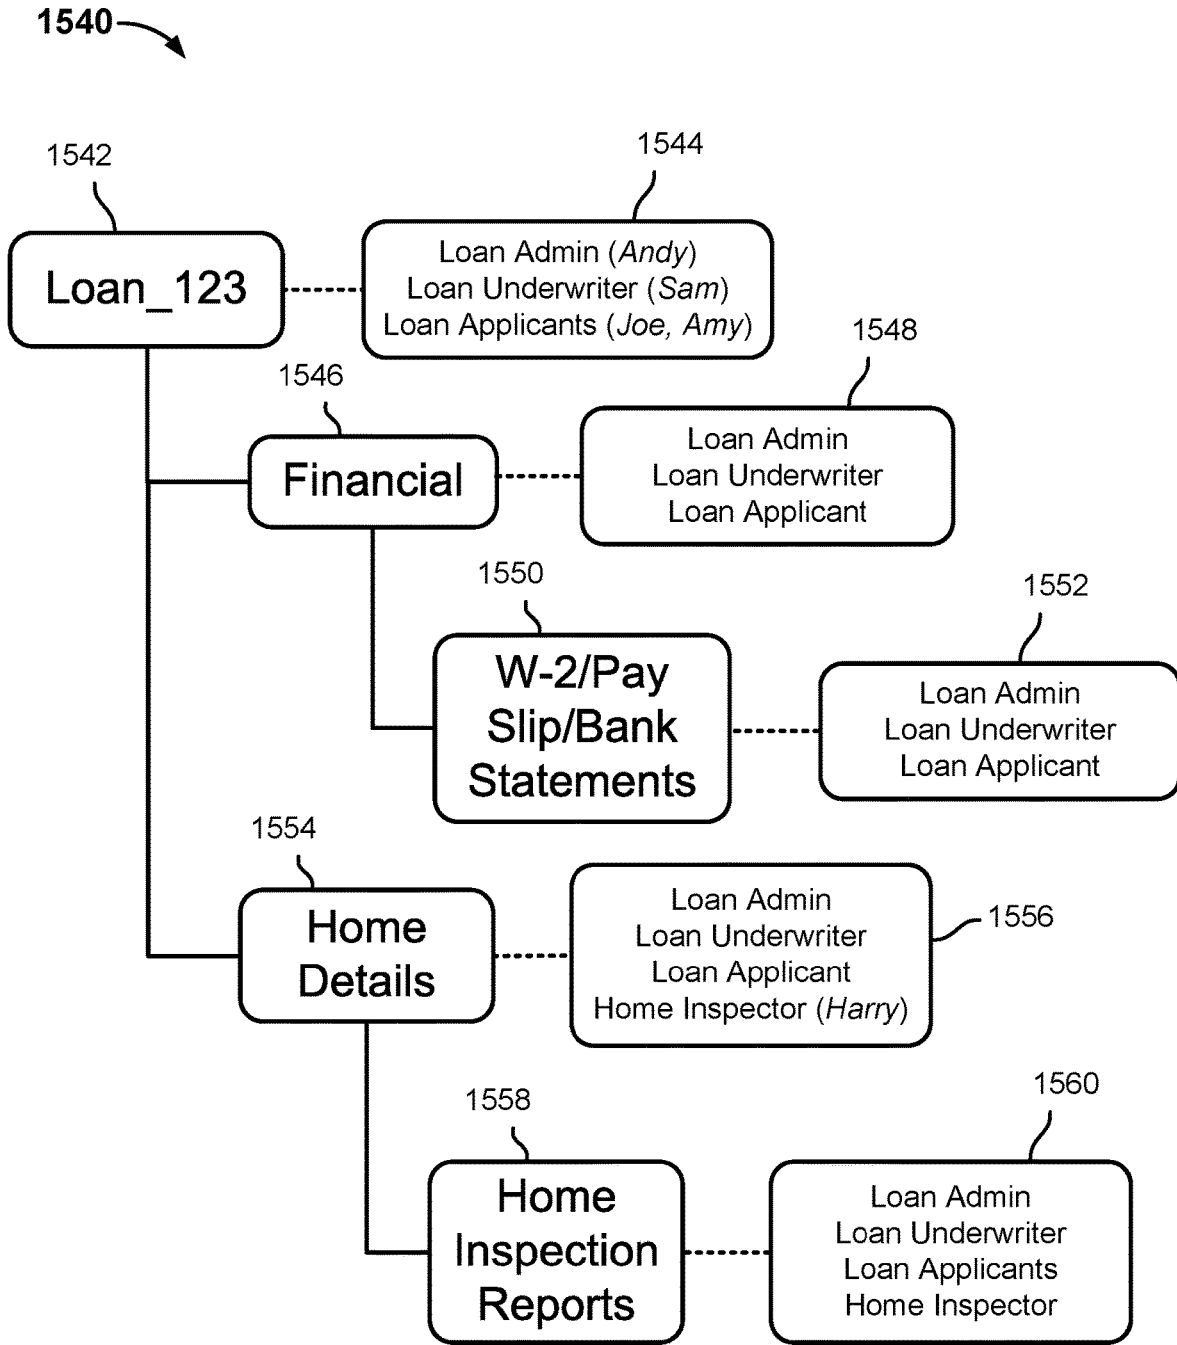 1540
1542
1544
Loan_123
Loan Admin (Andy)
Loan Underwriter (Sam)
Loan Applicants (Joe, Amy)
1546
1548
Financial
Loan Admin
Loan Underwriter
Loan Applicant
1550
1552
W-2/Pay
Slip/Bank
Statements
Loan Admin
Loan Underwriter
Loan Applicant
1554
1556
Home
Details
Loan Admin
Loan Underwriter
Loan Applicant
Home Inspector (Harry)
1558
1560
Home
Inspection
Reports
Loan Admin
Loan Underwriter
Loan Applicants
Home Inspector